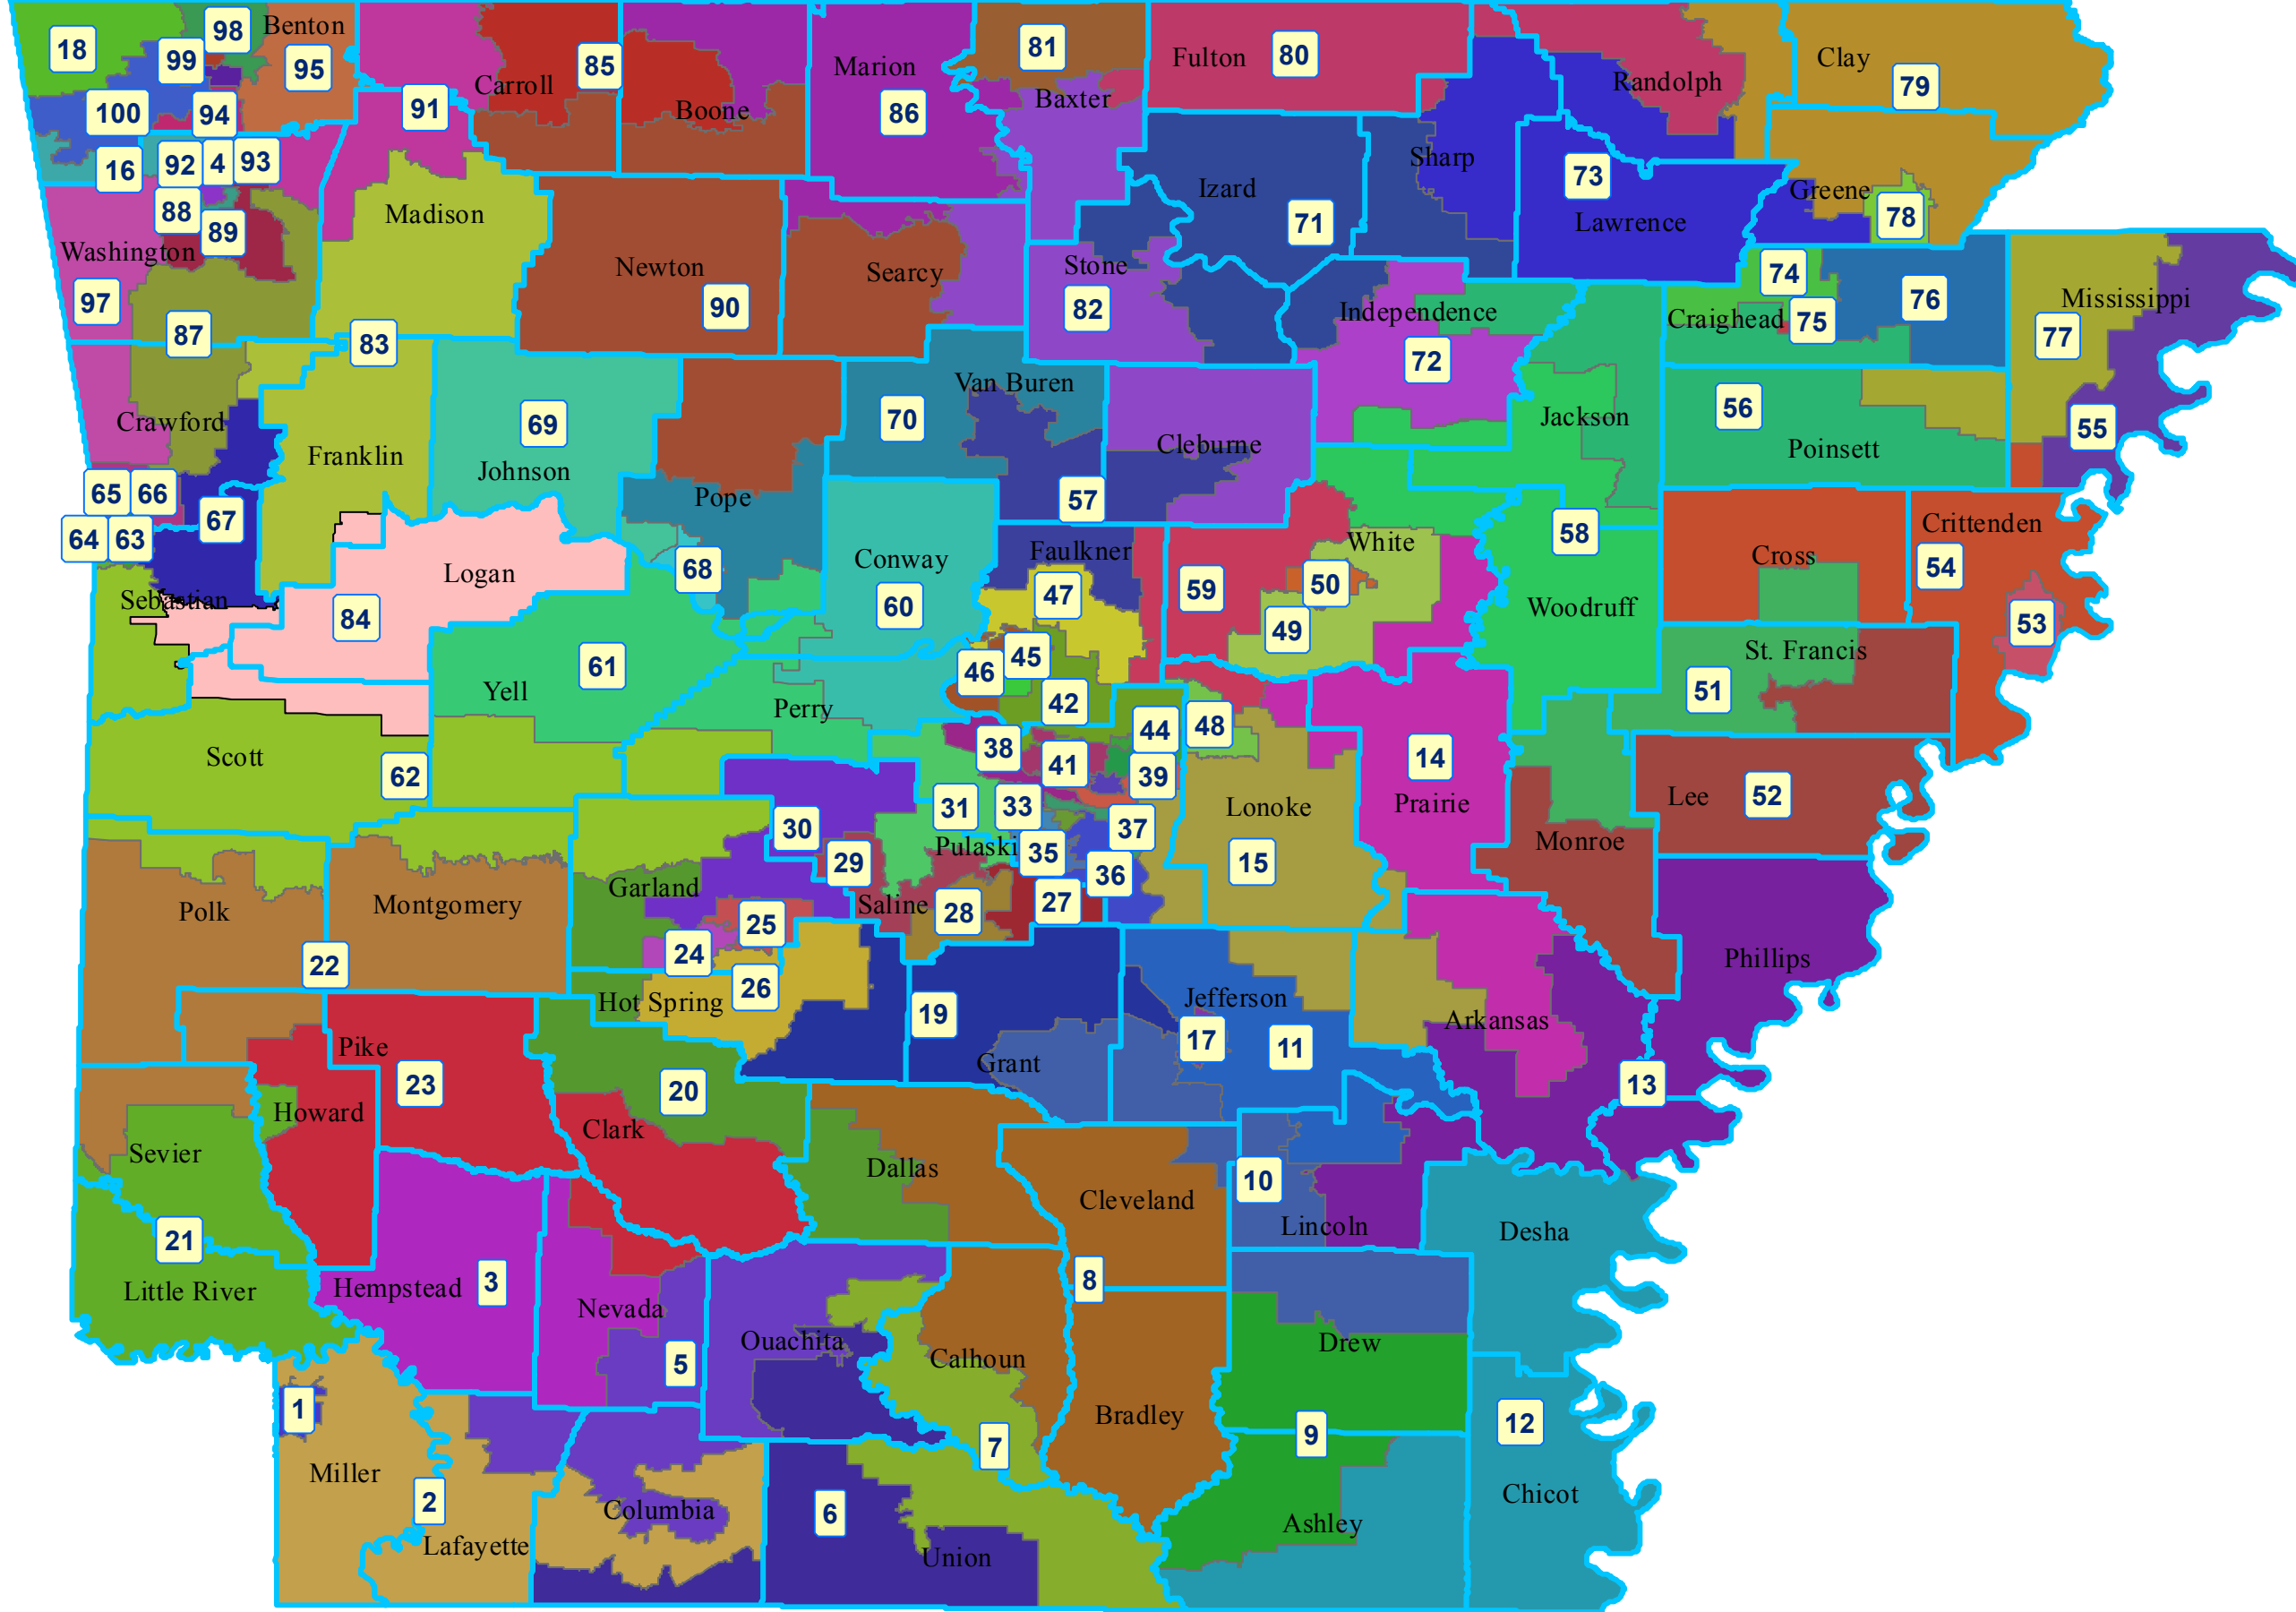 98
Benton
18
99
95
85
Carroll
Marion
81
Fulton
80
Clay
79
Randolph
100
94
91
Boone
86
Baxter
16
92
4
93
Sharp
73
Izard
71
Greene
78
88
89
Madison
Lawrence
Washington
97
87
83
Newton
90
Searcy
Stone
82
Independence
72
74
Craighead
75
76
Mississippi
77
Crawford
Franklin
69
Johnson
70
Van Buren
57
Cleburne
Jackson
56
Poinsett
55
65
66
64
63
67
Pope
68
Logan
Sebastian
84
Conway
60
Faulkner
47
59
White
50
49
58
Woodruff
Cross
Crittenden
54
53
61
Yell
Perry
46
45
42
St. Francis
51
Scott
62
38
41
44
48
39
14
Prairie
Lee
52
30
31
33
37
Lonoke
15
Monroe
29
Pulaski
35
36
Garland
Saline
28
27
Polk
Montgomery
22
25
24
26
Hot Spring
19
Jefferson
17
11
Grant
Arkansas
Phillips
13
Pike
23
Howard
20
Clark
Sevier
21
Little River
Dallas
Cleveland
10
Lincoln
Desha
Hempstead
3
Nevada
5
Ouachita
Calhoun
8
Drew
1
Miller
2
Lafayette
Columbia
7
Bradley
9
12
Chicot
6
Union
Ashley